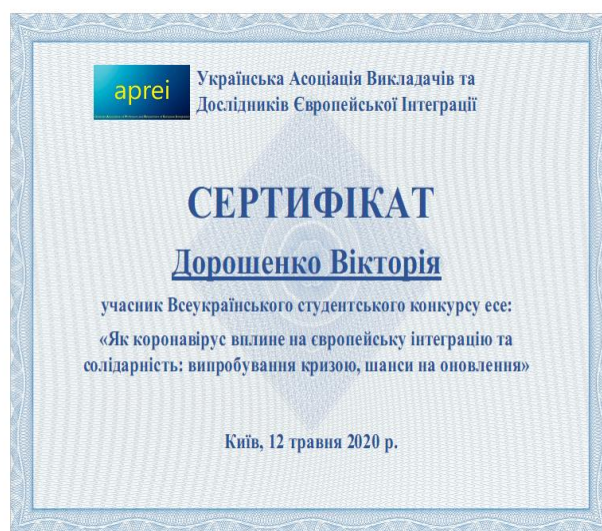 aprei
Українська Асоціація Викладачів та
Дослідників Європейської Інтеграції
СЕРТИФІКАТ
Дорошенко Вікторія
учасник Всеукраїнського студентського конкурсу есе:
«Як коронавірус вплине на європейську інтеграцію та
солідарність: випробування кризою, шанси на оновлення»
Київ, 12 травня 2020 р.